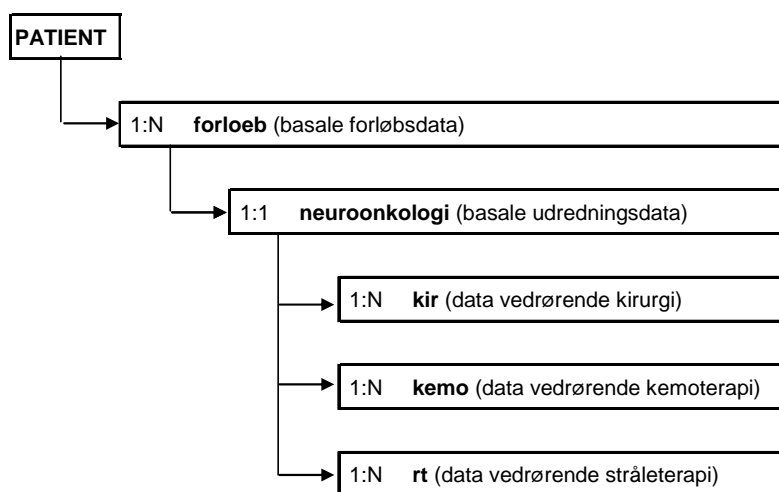 PATIENT
1:N forloeb (basale forløbsdata)
1:1 neuroonkologi (basale udredningsdata)
1:N kir (data vedrørende kirurgi)
1:N kemo (data vedrørende kemoterapi)
1:N rt (data vedrørende stråleterapi)